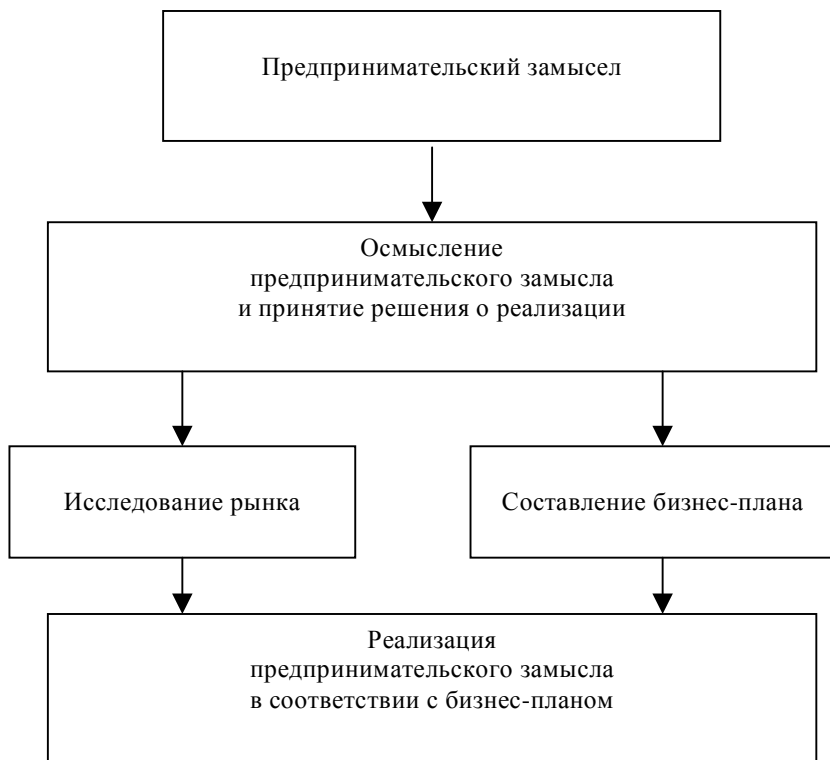 Предпринимательский замысел
Осмысление
предпринимательского замысла
и принятие решения о реализации
Исследование рынка
Составление бизнес-плана
Реализация
предпринимательского замысла
в соответствии с бизнес-планом